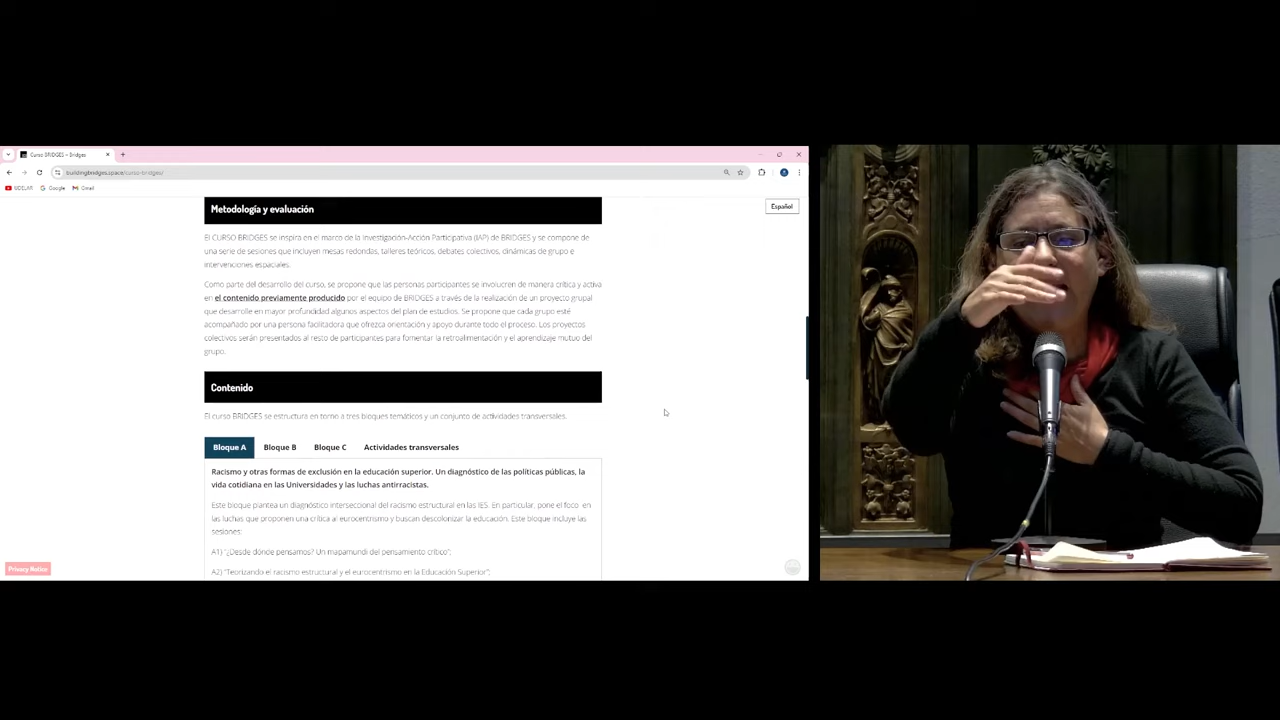 Curso BRIDGES – Bridges
buildingbridges.space/curso-bridges/
Google
Gmail
Metodología y evaluación
Español
El CURSO BRIDGES se inspira en el marco de la Investigación-Acción Participativa (IAP) de BRIDGES y se compone de
una serie de sesiones que incluyen mesas redondas, talleres teóricos, debates colectivos, dinámicas de grupo e
intervenciones espaciales.
Como parte del desarrollo del curso, se propone que las personas participantes se involucren de manera crítica y activa
en el contenido previamente producido por el equipo de BRIDGES a través de la realización de un proyecto grupal
que desarrolle en mayor profundidad algunos aspectos del plan de estudios. Se propone que cada grupo esté
acompañado por una persona facilitadora que ofrezca orientación y apoyo durante todo el proceso. Los proyectos
colectivos serán presentados al resto de participantes para fomentar la retroalimentación y el aprendizaje mutuo del
grupo.
Contenido
El curso BRIDGES se estructura en torno a tres bloques temáticos y un conjunto de actividades transversales.
Bloque A Bloque B Bloque C Actividades transversales
Racismo y otras formas de exclusión en la educación superior. Un diagnóstico de las políticas públicas, la
vida cotidiana en las Universidades y las luchas antirracistas.
Este bloque plantea un diagnóstico interseccional del racismo estructural en las IES. En particular, pone el foco en
las luchas que proponen una crítica al eurocentrismo y buscan descolonizar la educación. Este bloque incluye las
sesiones:
A1) "¿Desde dónde pensamos? Un mapamundi del pensamiento crítico";
A2) "Teorizando el racismo estructural y el eurocentrismo en la Educación Superior";
Privacy Notice